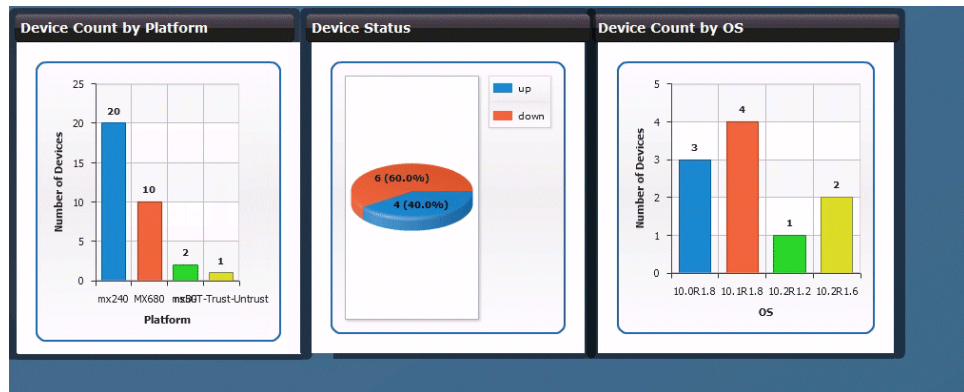 Device Count by Platform
Number of Devices
25
20
15
10
5
0
20
10
2
1
mx240 MX680
-Trust-Untrust
Platform
Device Status
up
down
6 (60.0%)
4 (40.0%)
Device Count by OS
Number of Devices
5
4
3
2
1
0
3
4
1
2
10.0R1.8 10.1R1.8 10.2R1.2 10.2R1.6
OS